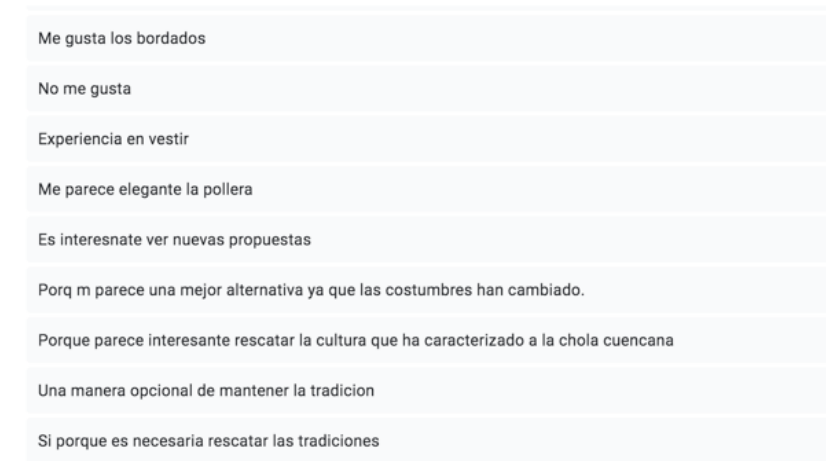 Me gusta los bordados
No me gusta
Experiencia en vestir
Me parece elegante la pollera
Es interesnate ver nuevas propuestas
Porq m parece una mejor alternativa ya que las costumbres han cambiado.
Porque parece interesante rescatar la cultura que ha caracterizado a la chola cuencana
Una manera opcional de mantener la tradicion
Si porque es necesaria rescatar las tradiciones